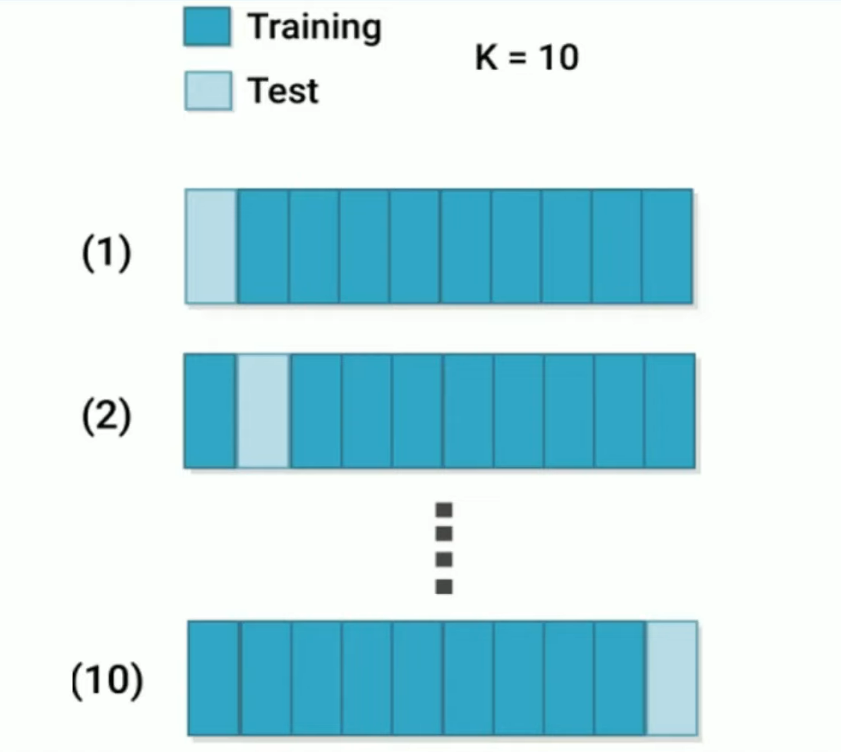 Training
K = 10
Test
(1)
(2)
(10)